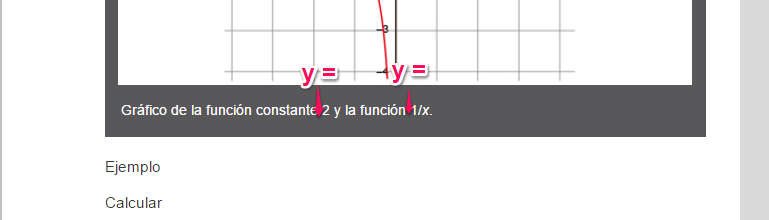 -3
-4
y = y =
Gráfico de la función constante 2 y la función 1/x.
Ejemplo
Calcular